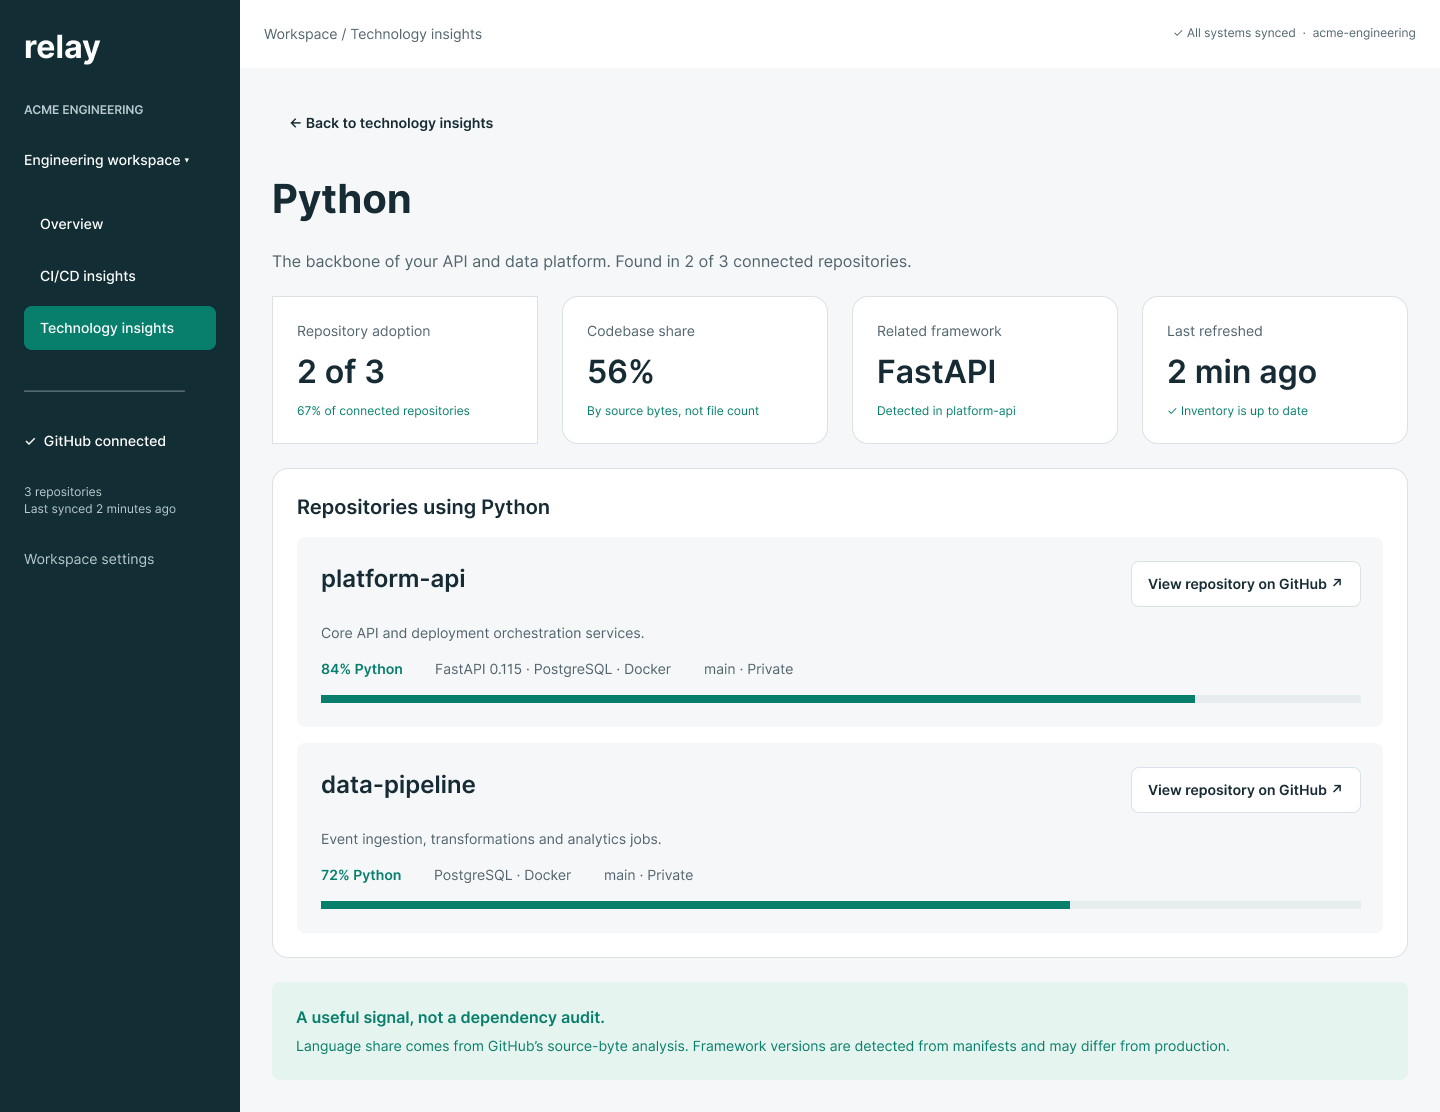 relay
ACME ENGINEERING
Engineering workspace ▾
Overview
CI/CD insights
Technology insights
✓ GitHub connected
3 repositories
Last synced 2 minutes ago
Workspace settings
Workspace / Technology insights
✓ All systems synced · acme-engineering
← Back to technology insights
Python
The backbone of your API and data platform. Found in 2 of 3 connected repositories.
Repository adoption
2 of 3
67% of connected repositories
Codebase share
56%
By source bytes, not file count
Related framework
FastAPI
Detected in platform-api
Last refreshed
2 min ago
✓ Inventory is up to date
Repositories using Python
platform-api
View repository on GitHub ↗
Core API and deployment orchestration services.
84% Python FastAPI 0.115 · PostgreSQL · Docker main · Private
data-pipeline
View repository on GitHub ↗
Event ingestion, transformations and analytics jobs.
72% Python PostgreSQL · Docker main · Private
A useful signal, not a dependency audit.
Language share comes from GitHub’s source-byte analysis. Framework versions are detected from manifests and may differ from production.